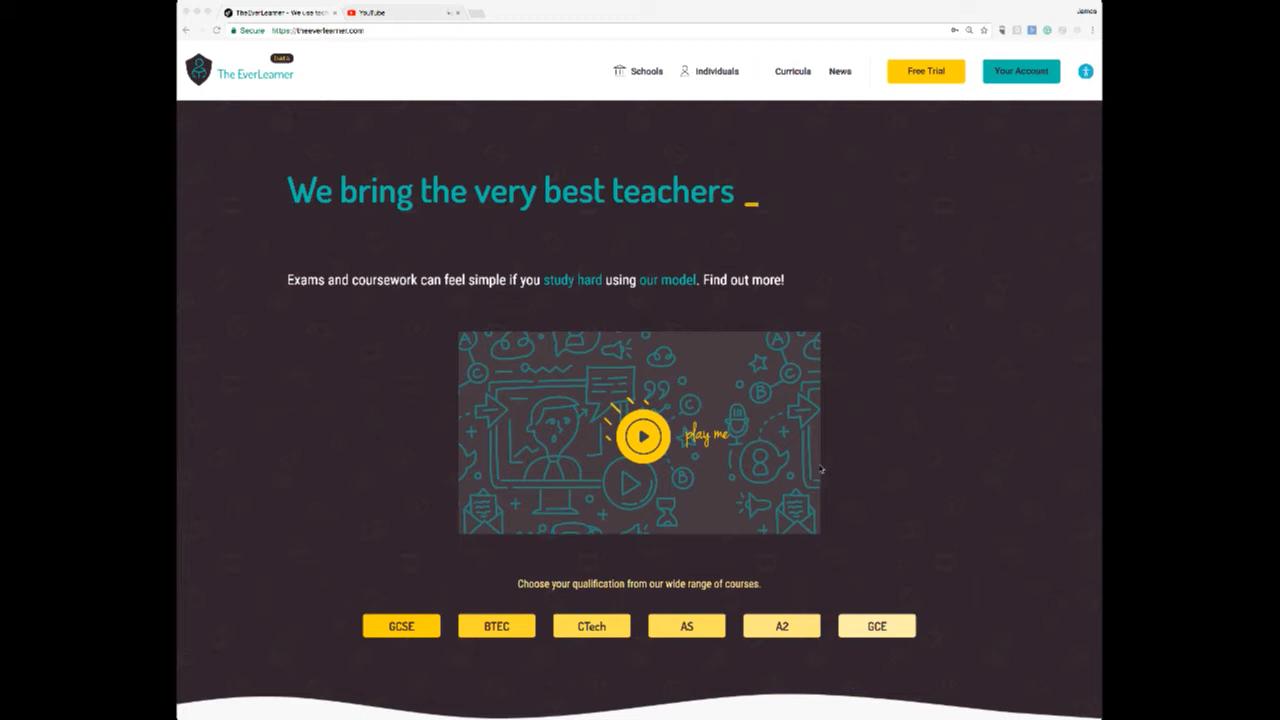 TheEverLearner - We use tech
YouTube
James
Secure
https://theeverlearner.com
beta
The EverLearner
Schools
Individuals
Curricula
News
Free Trial
Your Account
We bring the very best teachers _
Exams and coursework can feel simple if you study hard using our model. Find out more!
A
A
C
C
B
C
play me
B
B
Choose your qualification from our wide range of courses.
GCSE
BTEC
CTech
AS
A2
GCE